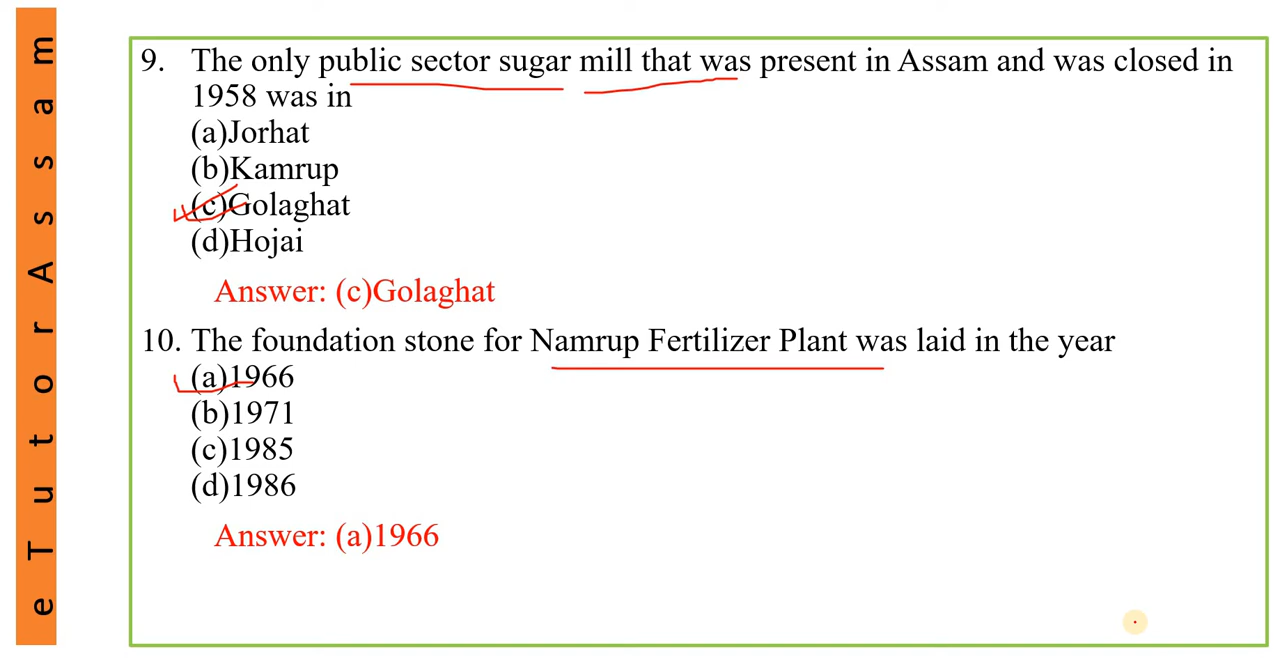 eTutorAssam
9. The only public sector sugar mill that was present in Assam and was closed in
1958 was in
(a)Jorhat
(b)Kamrup
(c)Golaghat
(d)Hojai
Answer: (c)Golaghat
10. The foundation stone for Namrup Fertilizer Plant was laid in the year
(a)1966
(b)1971
(c)1985
(d)1986
Answer: (a)1966